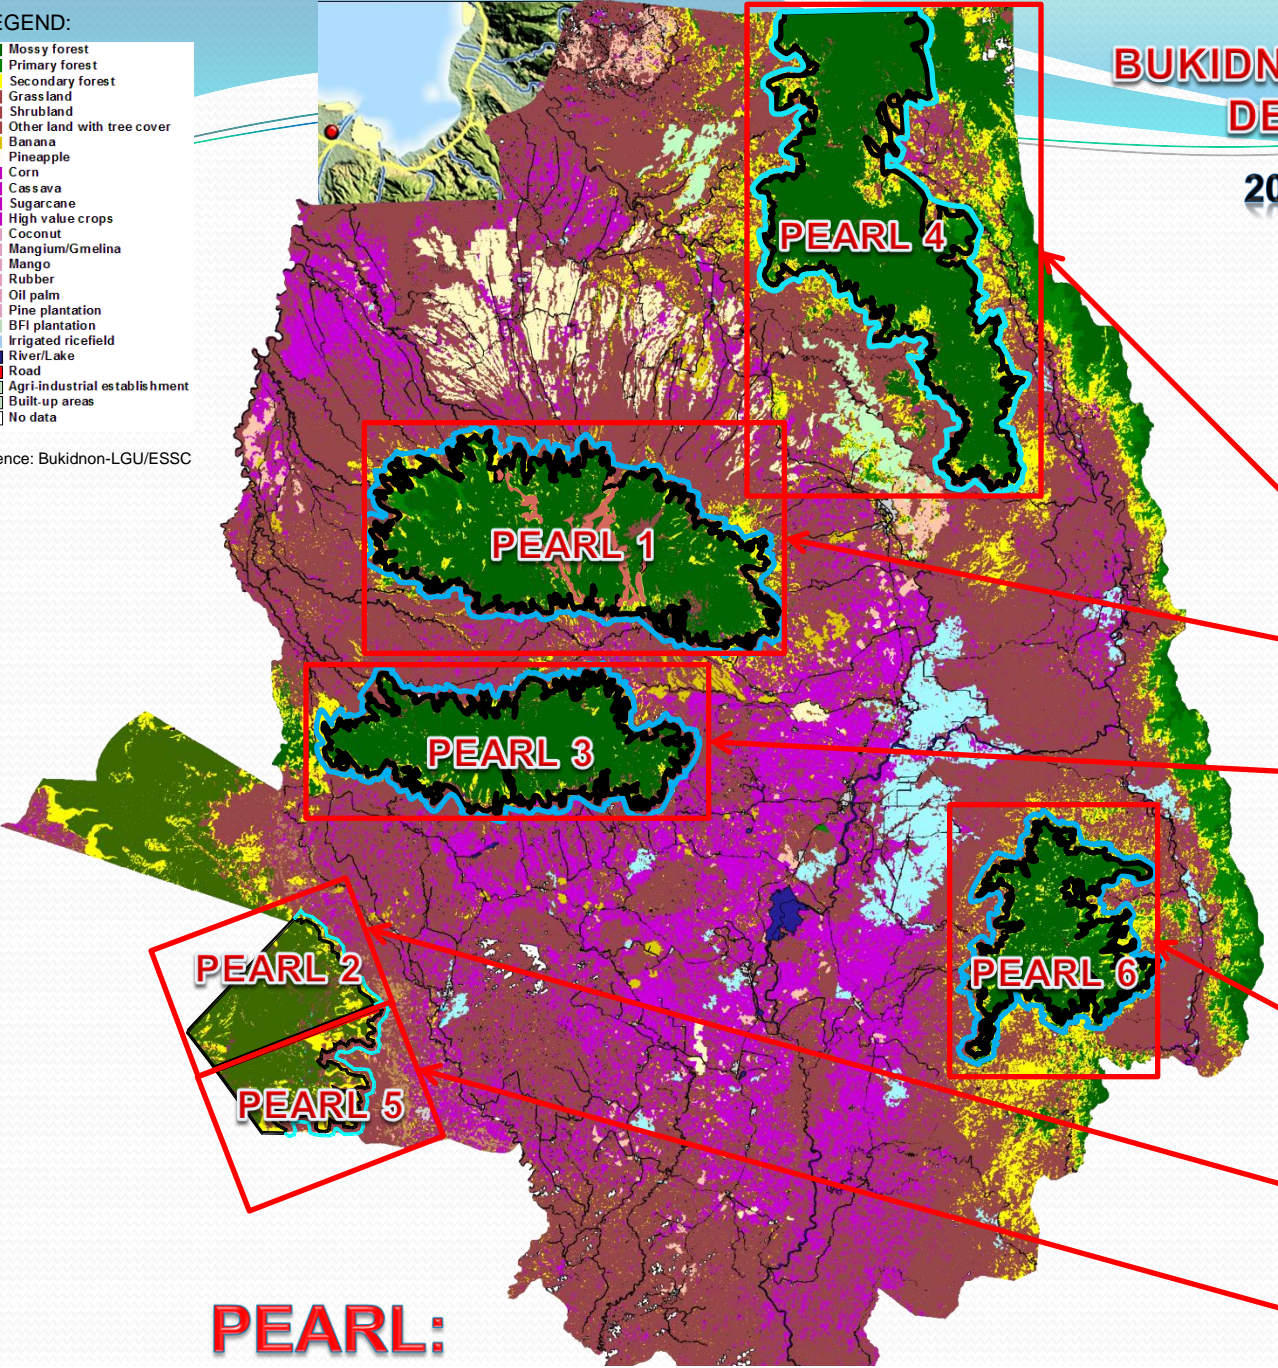 EGEND:
Mossy forest
Primary forest
Secondary forest
Grassland
Shrubland
Other land with tree cover
Banana
Pineapple
Corn
Cassava
Sugarcane
High value crops
Coconut
Mangium/Gmelina
Mango
Rubber
Oil palm
Pine plantation
BFI plantation
Irrigated ricefield
River/Lake
Road
Agri-industrial establishment
Built-up areas
No data
ence: Bukidnon-LGU/ESSC
BUKIDN
DE
20
PEARL 4
PEARL 1
PEARL 3
PEARL 2
PEARL 6
PEARL 5
PEARL: